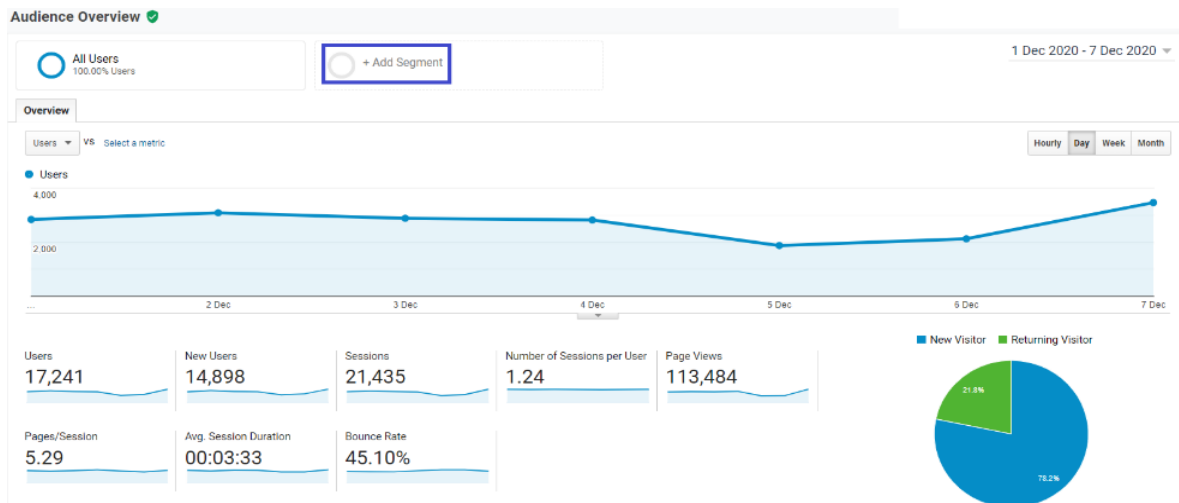 Audience Overview
All Users
100.00% Users
+ Add Segment
1 Dec 2020 - 7 Dec 2020
Overview
Users VS Select a metric
Hourly Day Week Month
Users
4,000
2,000
... 2 Dec 3 Dec 4 Dec 5 Dec 6 Dec 7 Dec
New Visitor Returning Visitor
Users New Users Sessions Number of Sessions per User Page Views
17,241 14,898 21,435 1.24 113,484
21.8%
Pages/Session Avg. Session Duration Bounce Rate
5.29 00:03:33 45.10%
78.2%